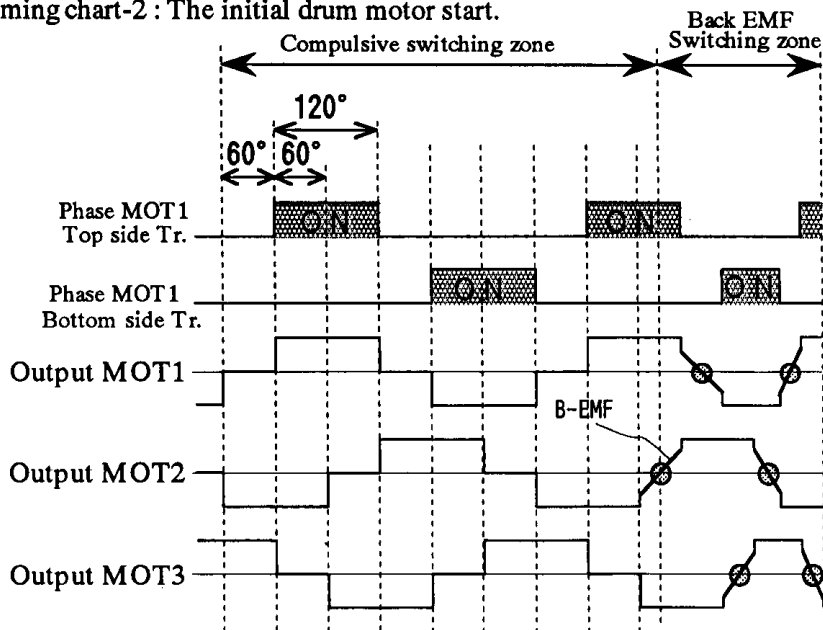 ming chart-2 : The initial drum motor start.
Back EMF
Compulsive switching zone
Switching zone
120°
60° 60°
Phase MOT1
Top side Tr.
ON
ON
Phase MOT1
Bottom side Tr.
ON
ON
Output MOT1
B-EMF
Output MOT2
Output MOT3